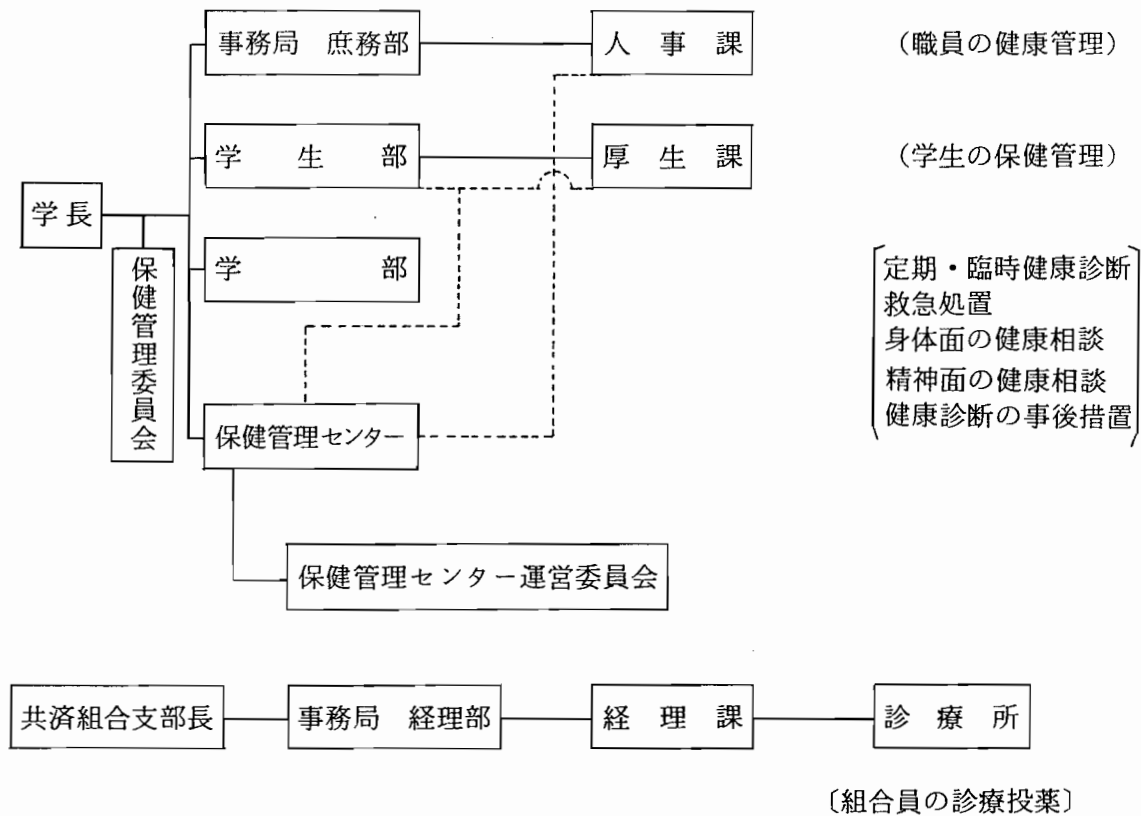 事務局 庶務部
人事課
(職員の健康管理)
学生部
厚生課
(学生の保健管理)
学長
保健管理委員会
学部
定期・臨時健康診断
救急処置
身体面の健康相談
精神面の健康相談
健康診断の事後措置
保健管理センター
保健管理センター運営委員会
共済組合支部長
事務局 経理部
経理課
診療所
〔組合員の診療投薬〕